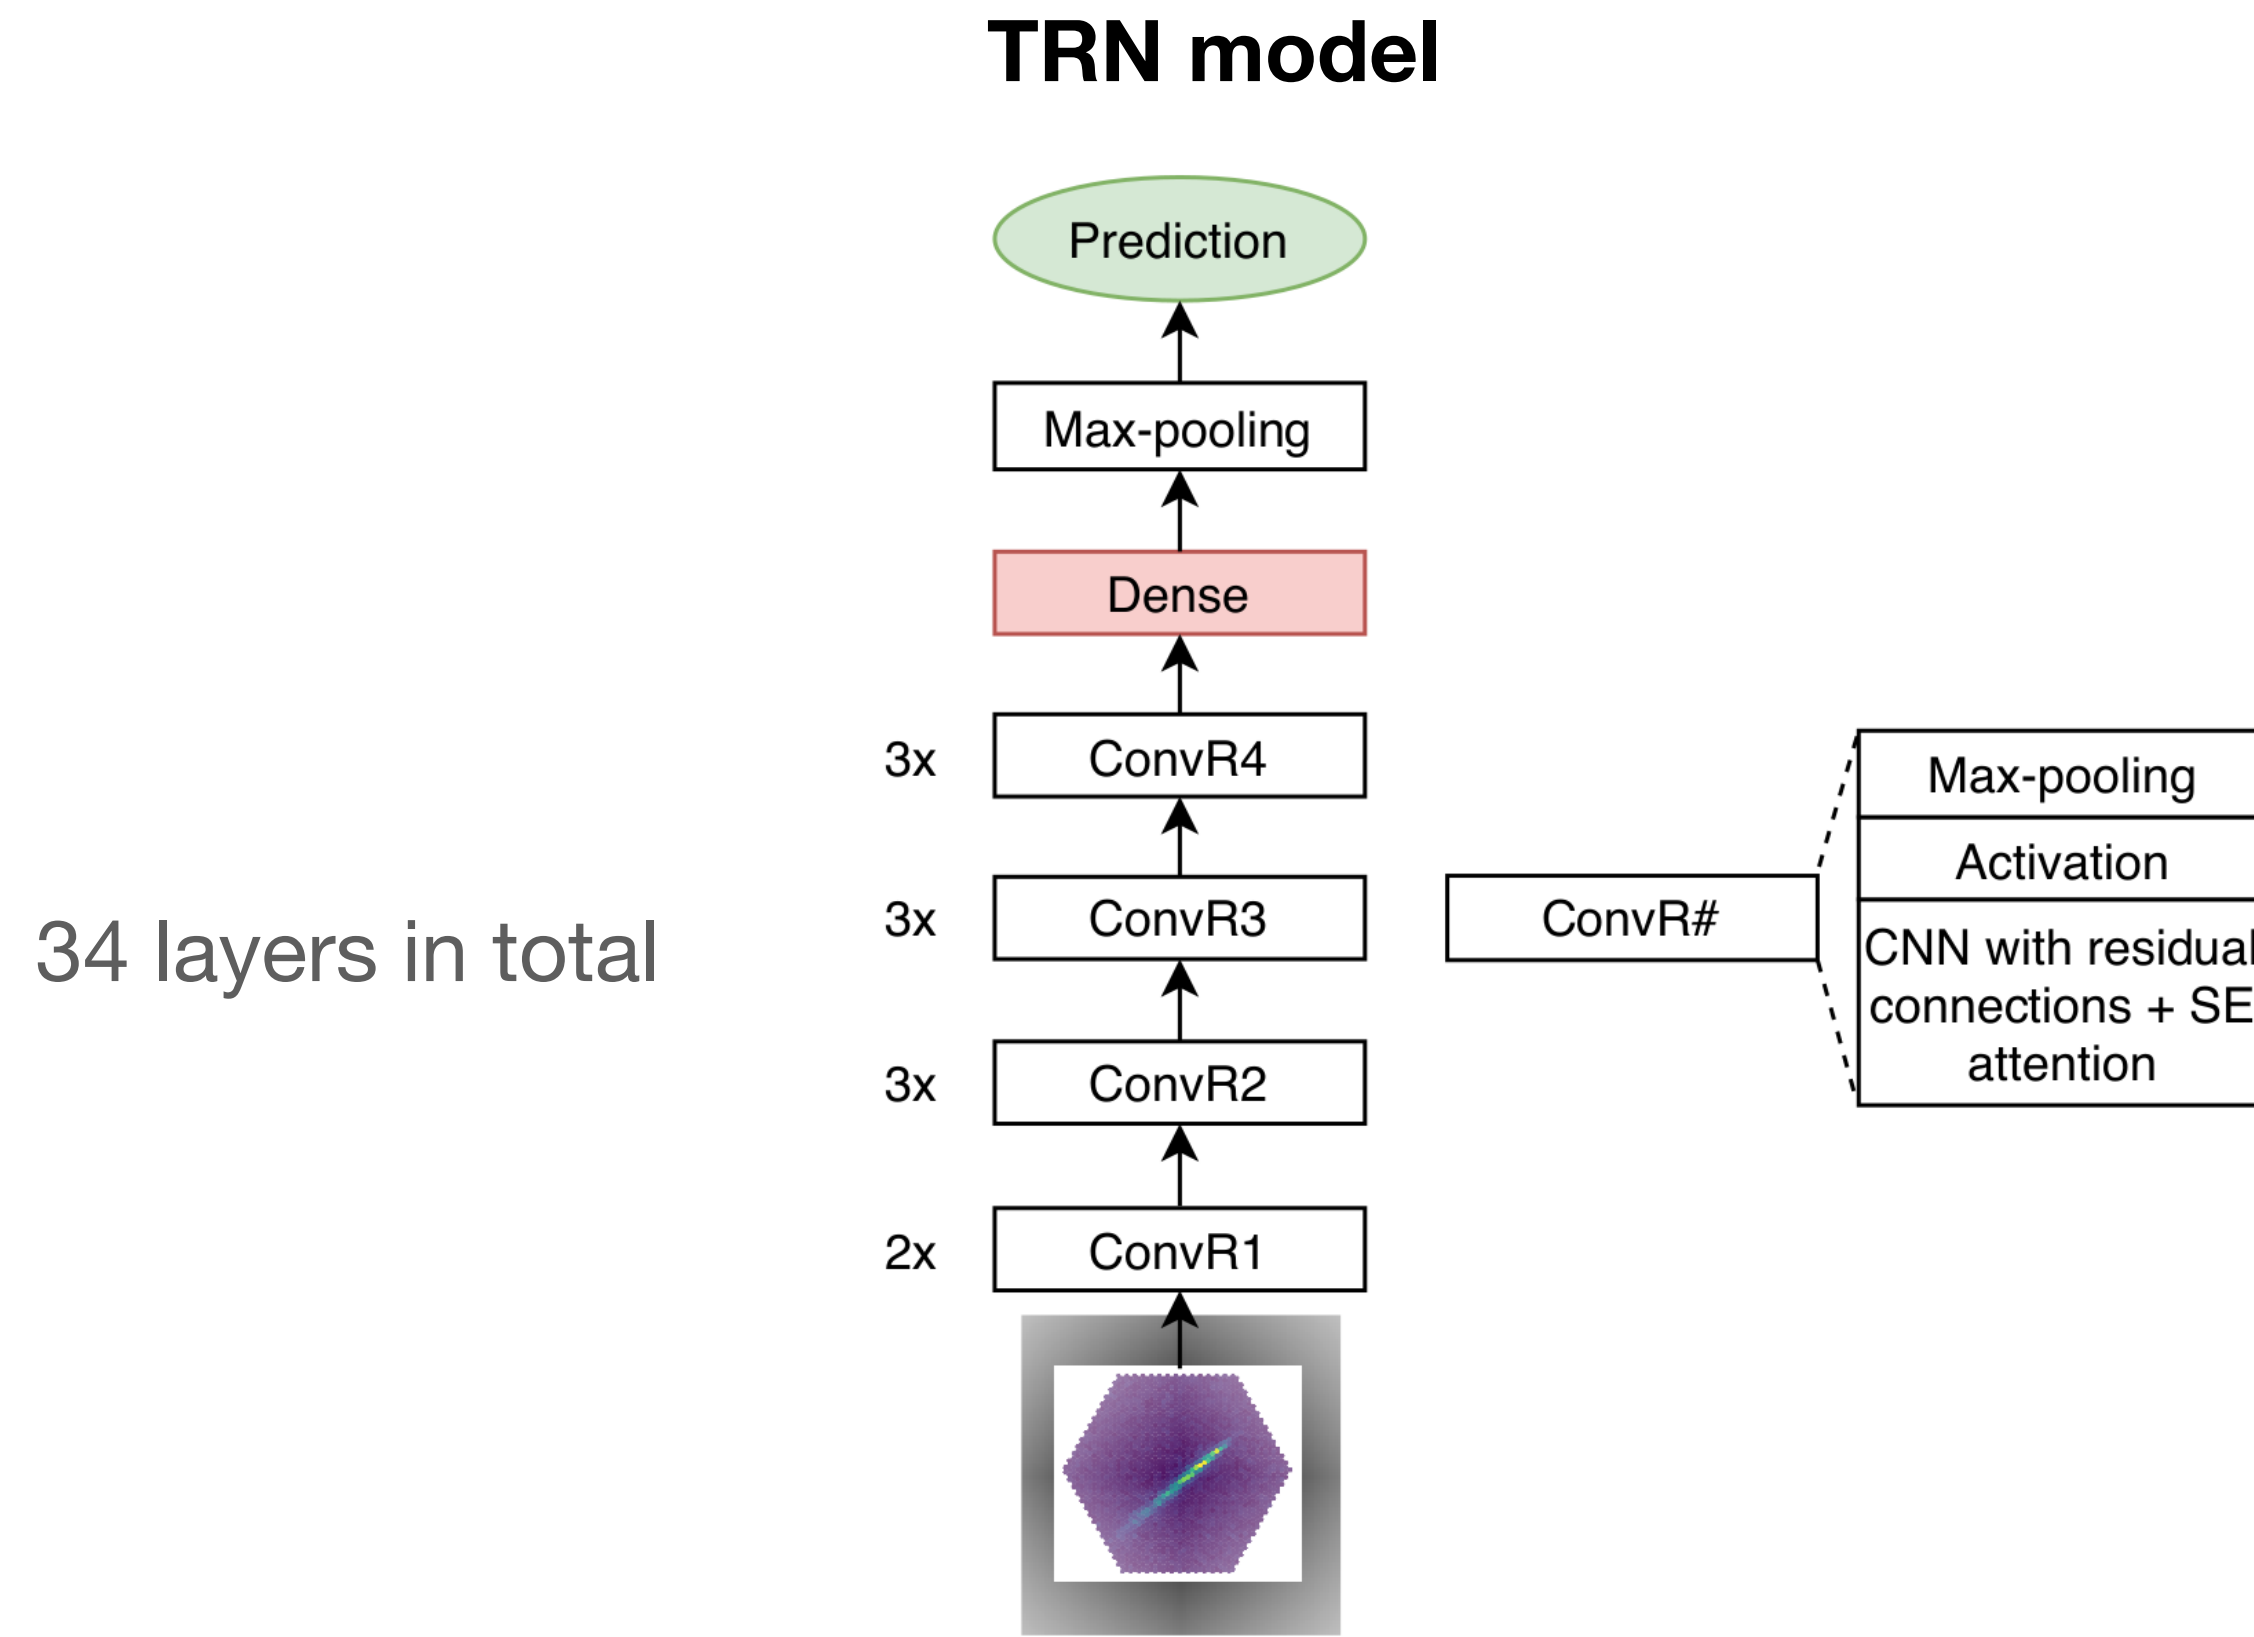 TRN model
Prediction
Max-pooling
Dense
3x ConvR4
3x ConvR3
3x ConvR2
2x ConvR1
34 layers in total
ConvR#
Max-pooling
Activation
CNN with residual
connections + SE
attention